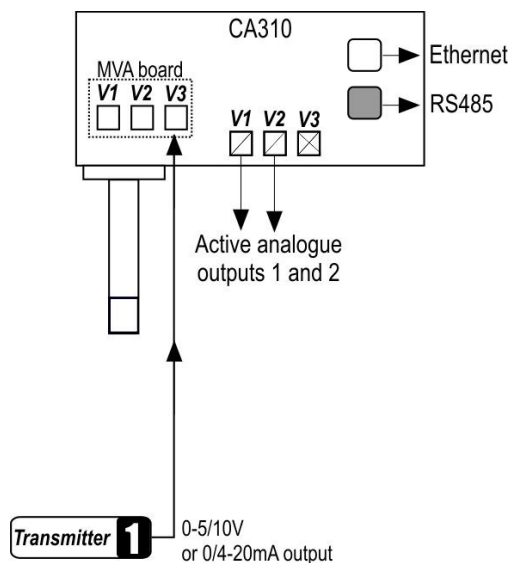 CA310
Ethernet
MVA board
V1 V2 V3
RS485
V1 V2 V3
Active analogue
outputs 1 and 2
Transmitter 1
0-5/10V
or 0/4-20mA output